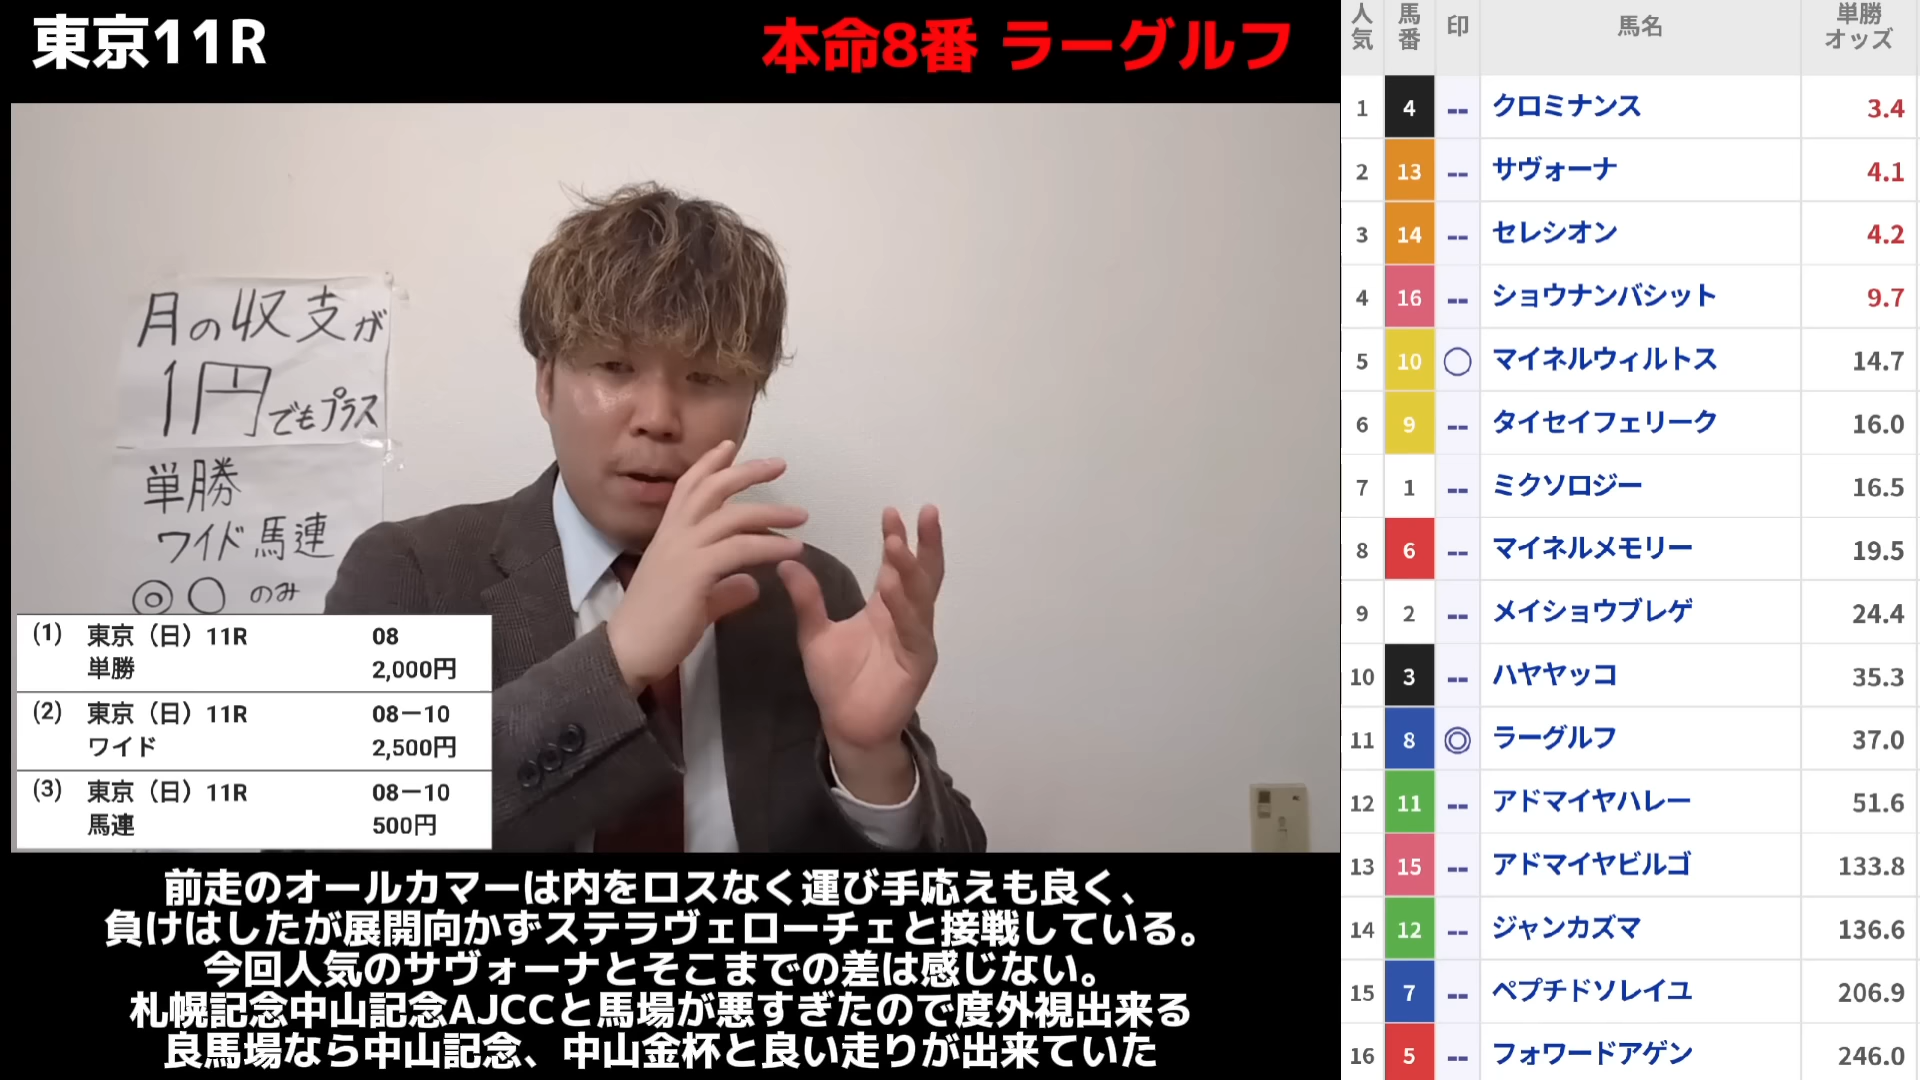 東京11R
本命8番 ラーグルフ
月の収支が
1円でもプラス
単勝
ワイド馬連
◎○のみ
(1) 東京（日）11R 08
単勝 2,000円
(2) 東京（日）11R 08－10
ワイド 2,500円
(3) 東京（日）11R 08－10
馬連 500円
前走のオールカマーは内をロスなく運び手応えも良く、
負けはしたが展開向かずステラヴェローチェと接戦している。
今回人気のサヴォーナとそこまでの差は感じない。
札幌記念中山記念AJCCと馬場が悪すぎたので度外視出来る
良馬場なら中山記念、中山金杯と良い走りが出来ていた
人気 馬番 印 馬名 単勝オッズ
1 4 -- クロミナンス 3.4
2 13 -- サヴォーナ 4.1
3 14 -- セレシオン 4.2
4 16 -- ショウナンバシット 9.7
5 10 ○ マイネルウィルトス 14.7
6 9 -- タイセイフェリーク 16.0
7 1 -- ミクソロジー 16.5
8 6 -- マイネルメモリー 19.5
9 2 -- メイショウブレゲ 24.4
10 3 -- ハヤヤッコ 35.3
11 8 ◎ ラーグルフ 37.0
12 11 -- アドマイヤハレー 51.6
13 15 -- アドマイヤビルゴ 133.8
14 12 -- ジャンカズマ 136.6
15 7 -- ペプチドソレイユ 206.9
16 5 -- フォワードアゲン 246.0